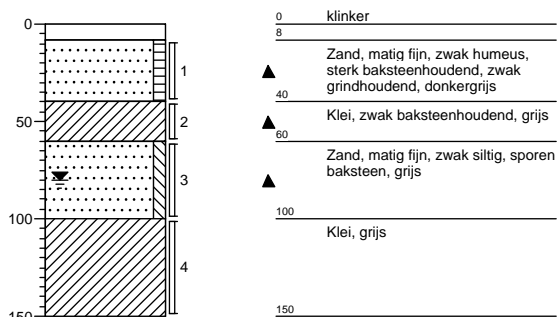 0
50
100
150
1
2
3
4
0 klinker
8
Zand, matig fijn, zwak humeus,
sterk baksteenhoudend, zwak
grindhoudend, donkergrijs
40
Klei, zwak baksteenhoudend, grijs
60
Zand, matig fijn, zwak siltig, sporen
baksteen, grijs
100
Klei, grijs
150